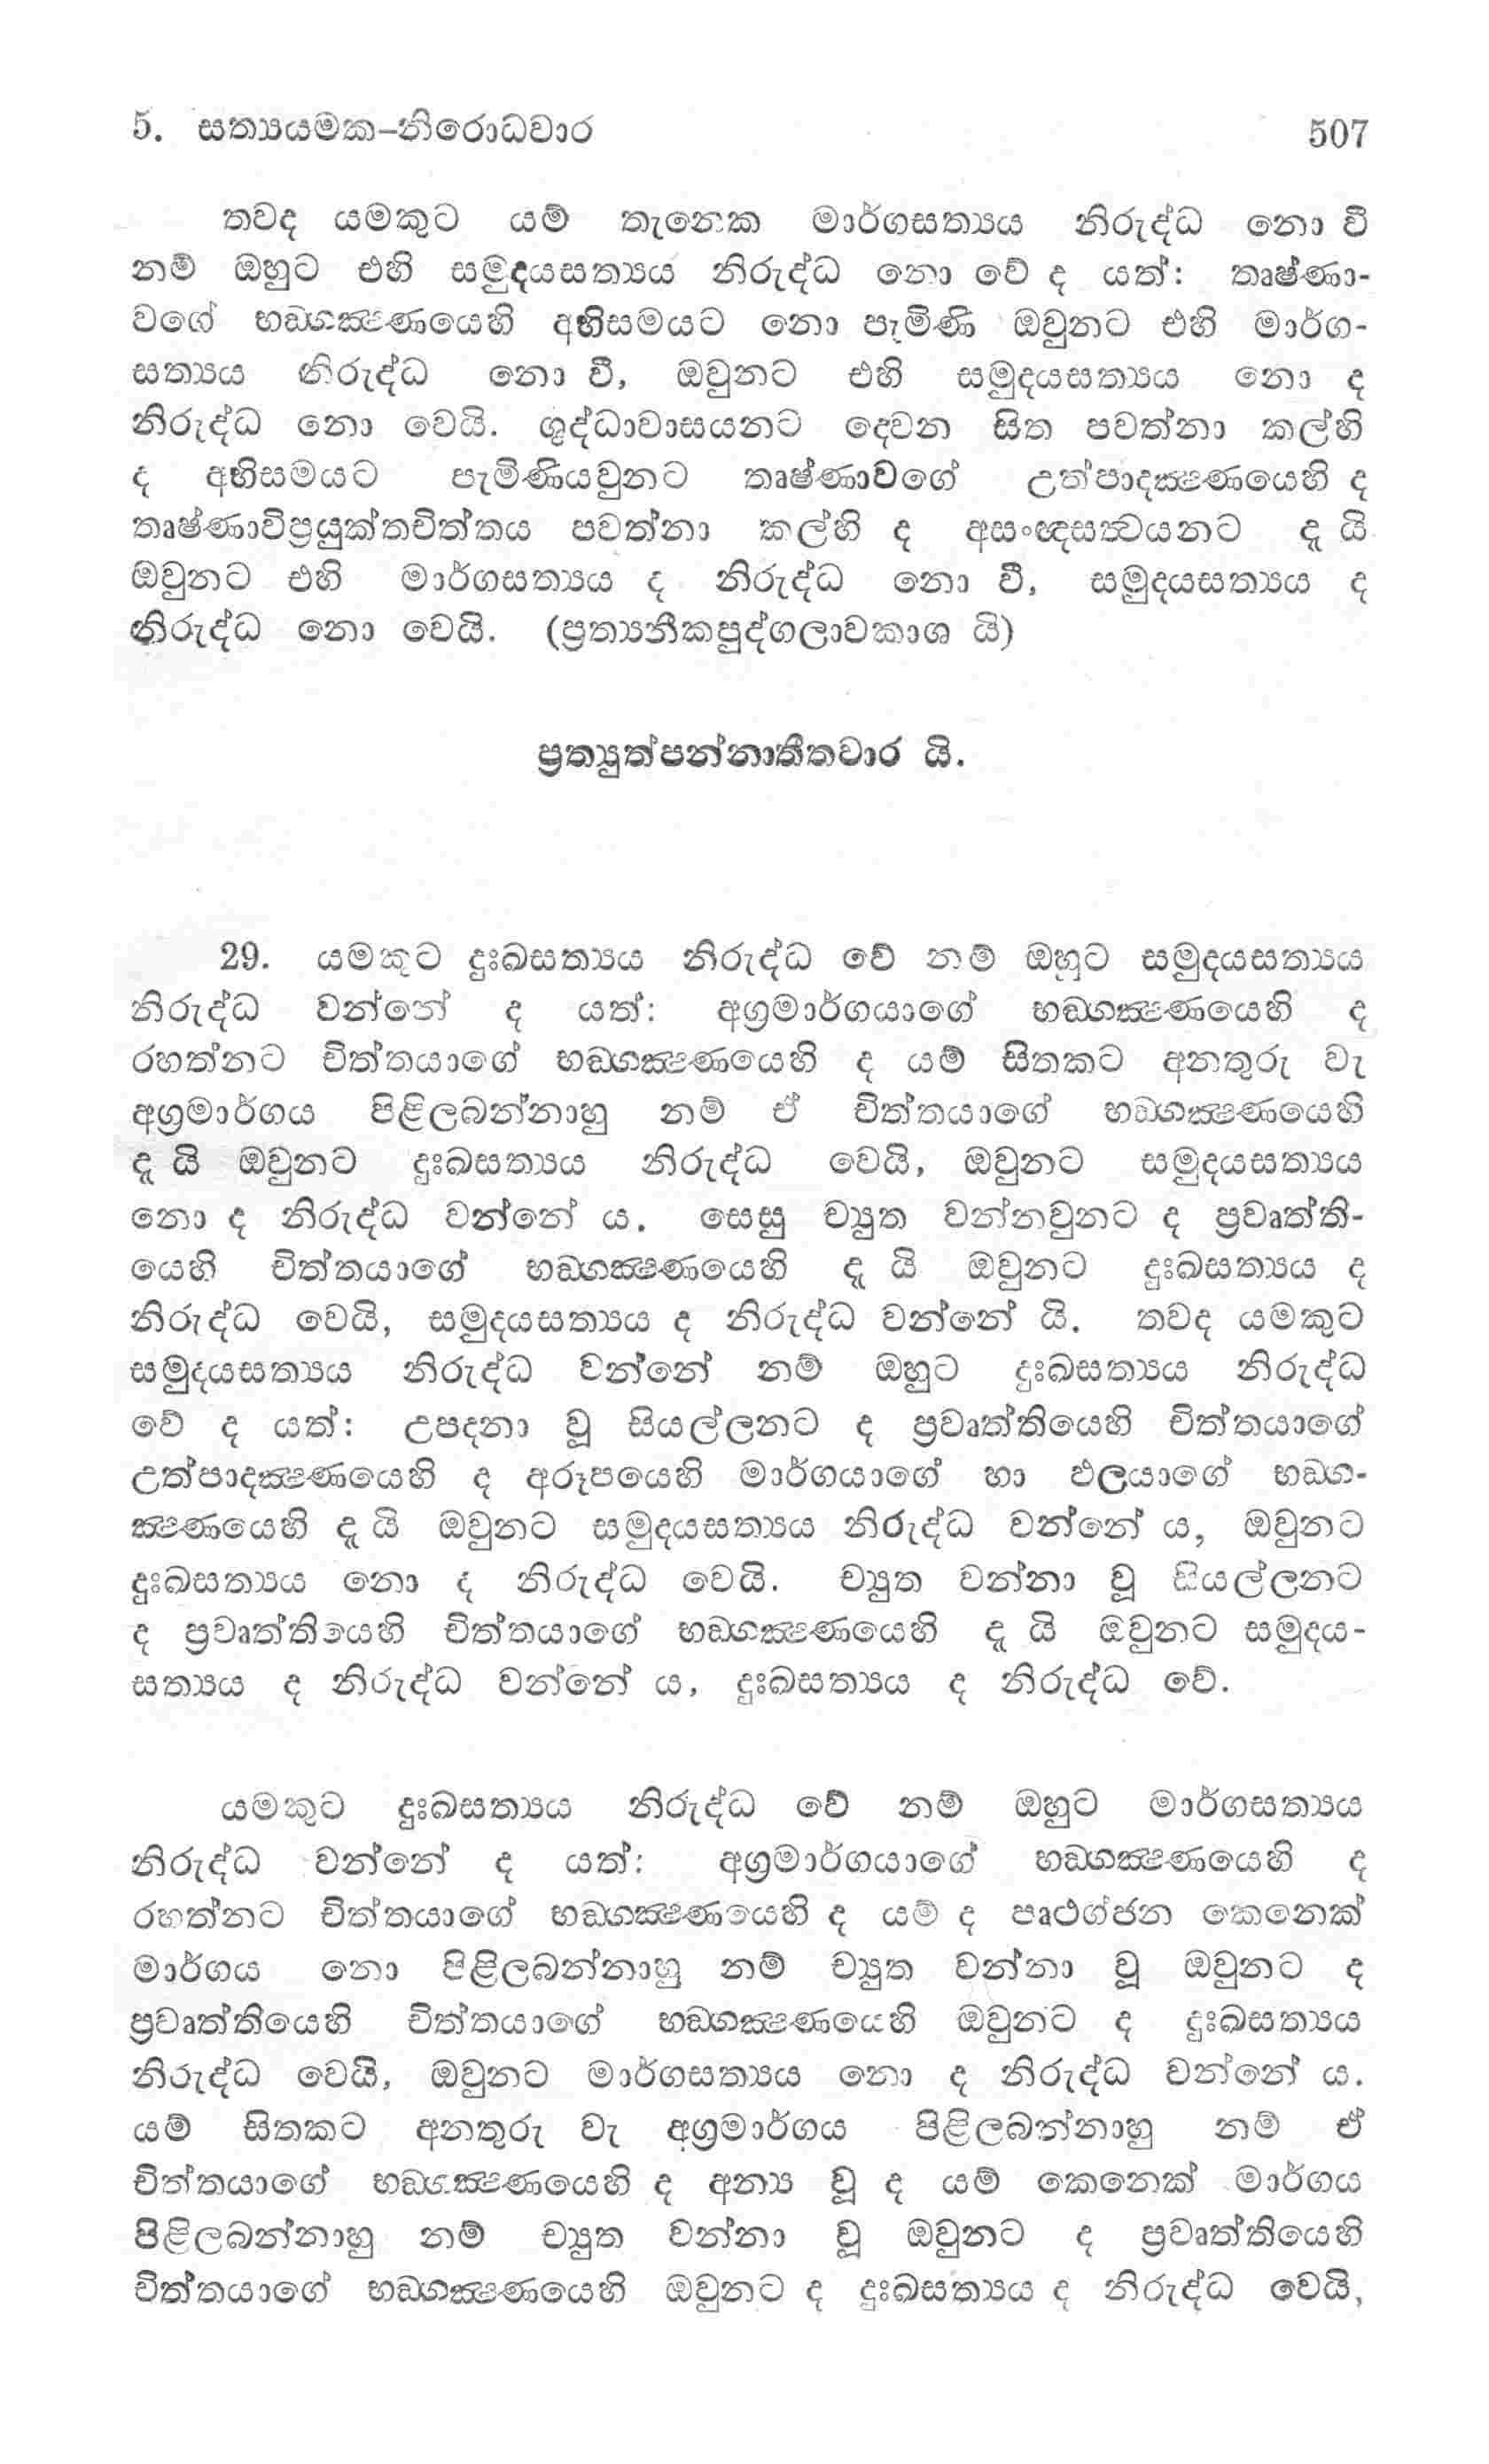 5. සත්‍යයමක–නිරොධවාර 507
තවද යමකුට යම් තැනෙක මාර්ගසත්‍යය නිරුද්ධ නො වී
නම් ඔහුට එහි සමුදයසත්‍යය නිරුද්ධ නො වේ ද යත්: තෘෂ්ණා-
වගේ භඞ්ගක්‍ෂණයෙහි අභිසමයට නො පැමිණි ඔවුනට එහි මාර්ග-
සත්‍යය නිරුද්ධ නො වී, ඔවුනට එහි සමුදයසත්‍යය නො ද
නිරුද්ධ නො වෙයි. ශුද්ධාවාසයනට දෙවන සිත පවත්නා කල්හි
ද අභිසමයට පැමිණියවුනට තෘෂ්ණාවගේ උත්පාදක්‍ෂණයෙහි ද
තෘෂ්ණාවිප්‍රයුක්තචිත්තය පවත්නා කල්හි ද අසංඥසත්‍වයනට දැ යි
ඔවුනට එහි මාර්ගසත්‍යය ද නිරුද්ධ නො වී, සමුදයසත්‍යය ද
නිරුද්ධ නො වෙයි. (ප්‍රත්‍යනීකපුද්ගලාවකාශ යි)
ප්‍රත්‍යුත්පන්නාතීතවාර යි.
29. යමකුට දුඃඛසත්‍යය නිරුද්ධ වේ නම් ඔහුට සමුදයසත්‍යය
නිරුද්ධ වන්නේ ද යත්: අග්‍රමාර්ගයාගේ භඞ්ගක්‍ෂණයෙහි ද
රහත්නට චිත්තයාගේ භඞ්ගක්‍ෂණයෙහි ද යම් සිතකට අනතුරු වැ
අග්‍රමාර්ගය පිළිලබන්නාහු නම් ඒ චිත්තයාගේ භඞ්ගක්‍ෂණයෙහි
දැ යි ඔවුනට දුඃඛසත්‍යය නිරුද්ධ වෙයි, ඔවුනට සමුදයසත්‍යය
නො ද නිරුද්ධ වන්නේ ය. සෙසු ච්‍යුත වන්නවුනට ද ප්‍රවෘත්ති-
යෙහි චිත්තයාගේ භඞ්ගක්‍ෂණයෙහි දැ යි ඔවුනට දුඃඛසත්‍යය ද
නිරුද්ධ වෙයි, සමුදයසත්‍යය ද නිරුද්ධ වන්නේ යි. තවද යමකුට
සමුදයසත්‍යය නිරුද්ධ වන්නේ නම් ඔහුට දුඃඛසත්‍යය නිරුද්ධ
වේ ද යත්: උපදනා වූ සියල්ලනට ද ප්‍රවෘත්තියෙහි චිත්තයාගේ
උත්පාදක්‍ෂණයෙහි ද අරූපයෙහි මාර්ගයාගේ හා ඵලයාගේ භඞ්ග-
ක්‍ෂණයෙහි දැ යි ඔවුනට සමුදයසත්‍යය නිරුද්ධ වන්නේ ය, ඔවුනට
දුඃඛසත්‍යය නො ද නිරුද්ධ වෙයි. ච්‍යුත වන්නා වූ සියල්ලනට
ද ප්‍රවෘත්තියෙහි චිත්තයාගේ භඞ්ගක්‍ෂණයෙහි දැ යි ඔවුනට සමුදය-
සත්‍යය ද නිරුද්ධ වන්නේ ය, දුඃඛසත්‍යය ද නිරුද්ධ වේ.
යමකුට දුඃඛසත්‍යය නිරුද්ධ වේ නම් ඔහුට මාර්ගසත්‍යය
නිරුද්ධ වන්නේ ද යත්: අග්‍රමාර්ගයාගේ භඞ්ගක්‍ෂණයෙහි ද
රහත්නට චිත්තයාගේ භඞ්ගක්‍ෂණයෙහි ද යම් ද පෘථග්ජන කෙනෙක්
මාර්ගය නො පිළිලබන්නාහු නම් ච්‍යුත වන්නා වූ ඔවුනට ද
ප්‍රවෘත්තියෙහි චිත්තයාගේ භඞ්ගක්‍ෂණයෙහි ඔවුනට ද දුඃඛසත්‍යය
නිරුද්ධ වෙයි, ඔවුනට මාර්ගසත්‍යය නො ද නිරුද්ධ වන්නේ ය.
යම් සිතකට අනතුරු වැ අග්‍රමාර්ගය පිළිලබන්නාහු නම් ඒ
චිත්තයාගේ භඞ්ගක්‍ෂණයෙහි ද අන්‍ය වූ ද යම් කෙනෙක් මාර්ගය
පිළිලබන්නාහු නම් ච්‍යුත වන්නා වූ ඔවුනට ද ප්‍රවෘත්තියෙහි
චිත්තයාගේ භඞ්ගක්‍ෂණයෙහි ඔවුනට ද දුඃඛසත්‍යය ද නිරුද්ධ වෙයි,